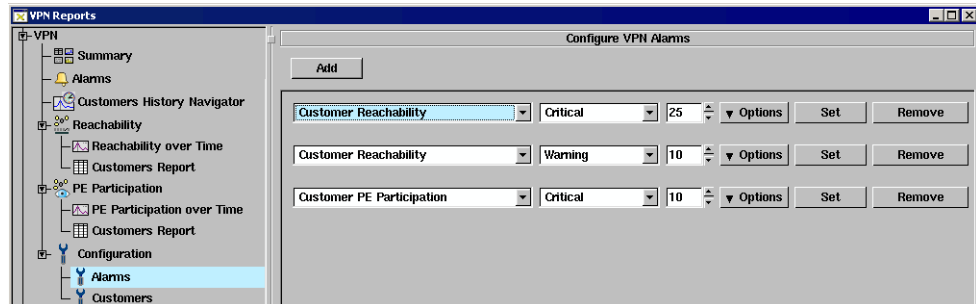 VPN Reports
VPN
Summary
Alarms
Customers History Navigator
Reachability
Reachability over Time
Customers Report
PE Participation
PE Participation over Time
Customers Report
Configuration
Alarms
Customers
Configure VPN Alarms
Add
Customer Reachability Critical 25 Options Set Remove
Customer Reachability Warning 10 Options Set Remove
Customer PE Participation Critical 10 Options Set Remove